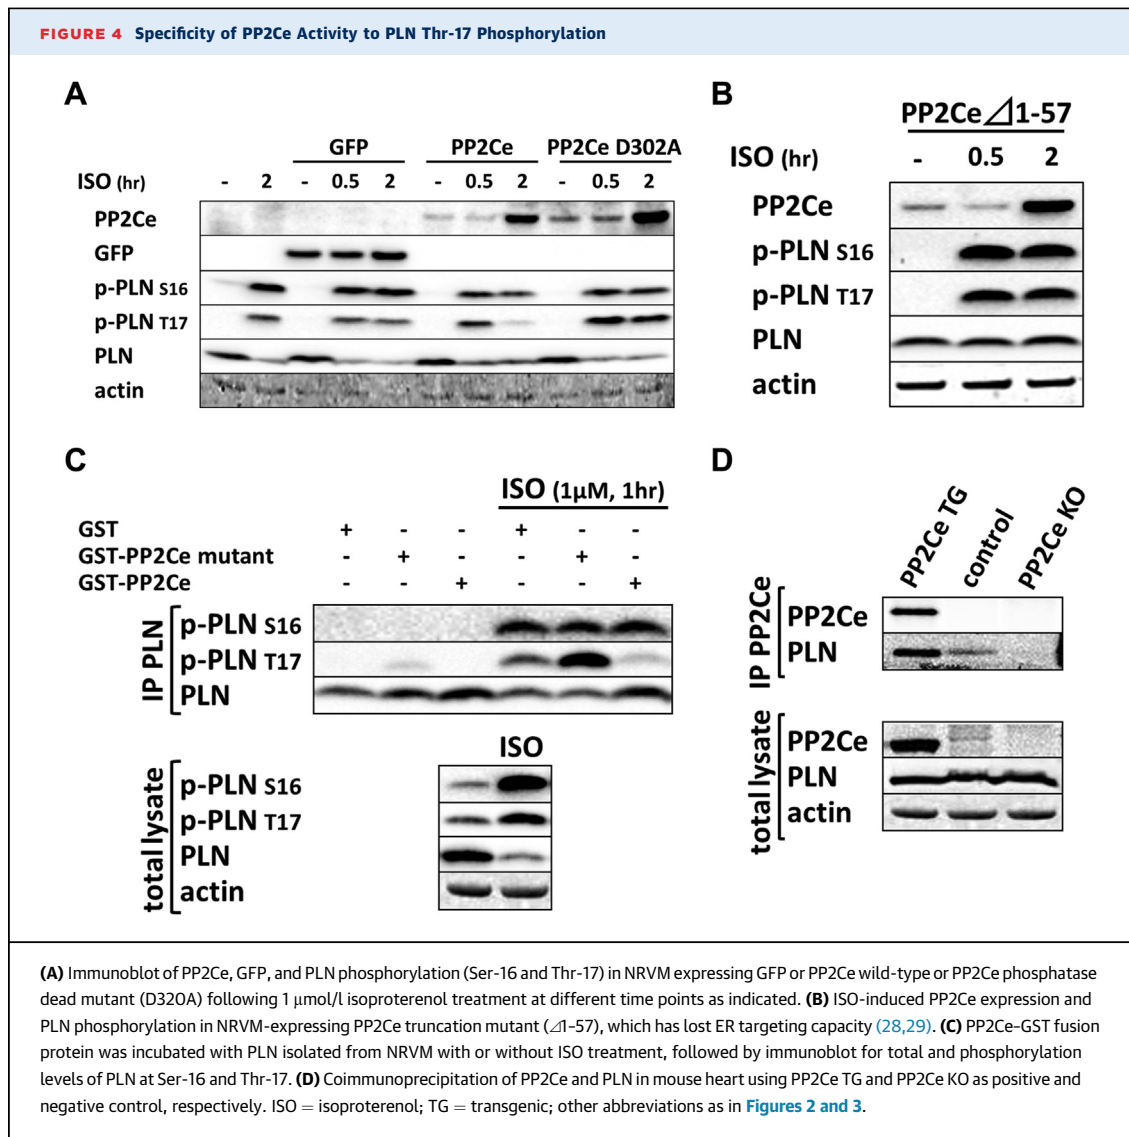 FIGURE 4 Specificity of PP2Ce Activity to PLN Thr-17 Phosphorylation
A
GFP PP2Ce PP2Ce D302A
ISO (hr) - 2 - 0.5 2 - 0.5 2 - 0.5 2
PP2Ce
GFP
p-PLN S16
p-PLN T17
PLN
actin
B
PP2Ce⊿1-57
ISO (hr) - 0.5 2
PP2Ce
p-PLN S16
p-PLN T17
PLN
actin
C
ISO (1μM, 1hr)
GST + - - + - -
GST-PP2Ce mutant - + - - + -
GST-PP2Ce - - + - - +
IP PLN
p-PLN S16
p-PLN T17
PLN
ISO
total lysate
p-PLN S16
p-PLN T17
PLN
actin
D
PP2Ce TG control PP2Ce KO
IP PP2Ce
PP2Ce
PLN
total lysate
PP2Ce
PLN
actin
(A) Immunoblot of PP2Ce, GFP, and PLN phosphorylation (Ser-16 and Thr-17) in NRVM expressing GFP or PP2Ce wild-type or PP2Ce phosphatase
dead mutant (D320A) following 1 μmol/l isoproterenol treatment at different time points as indicated. (B) ISO-induced PP2Ce expression and
PLN phosphorylation in NRVM-expressing PP2Ce truncation mutant (⊿1-57), which has lost ER targeting capacity (28,29). (C) PP2Ce-GST fusion
protein was incubated with PLN isolated from NRVM with or without ISO treatment, followed by immunoblot for total and phosphorylation
levels of PLN at Ser-16 and Thr-17. (D) Coimmunoprecipitation of PP2Ce and PLN in mouse heart using PP2Ce TG and PP2Ce KO as positive and
negative control, respectively. ISO = isoproterenol; TG = transgenic; other abbreviations as in Figures 2 and 3.